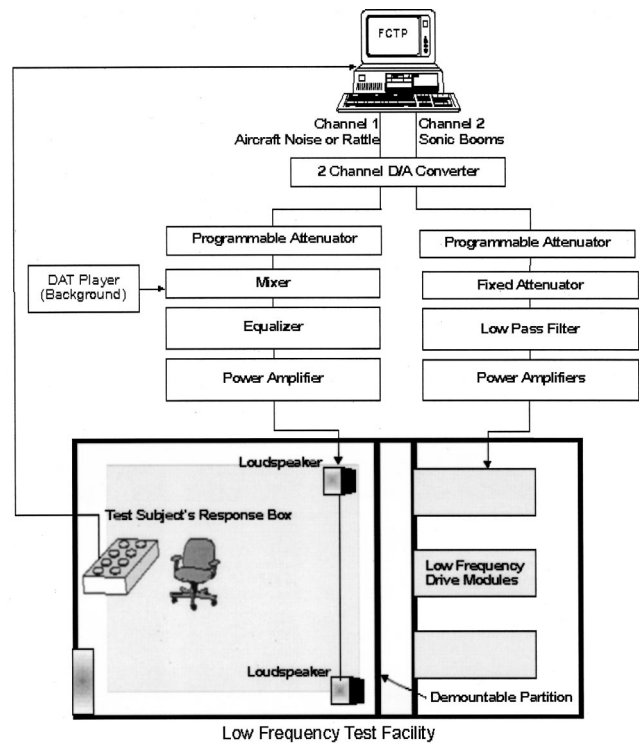 FCTP
Channel 1
Aircraft Noise or Rattle
Channel 2
Sonic Booms
2 Channel D/A Converter
Programmable Attenuator
Programmable Attenuator
DAT Player
(Background)
Mixer
Fixed Attenuator
Equalizer
Low Pass Filter
Power Amplifier
Power Amplifiers
Loudspeaker
Test Subject's Response Box
Low Frequency
Drive Modules
Loudspeaker
Demountable Partition
Low Frequency Test Facility